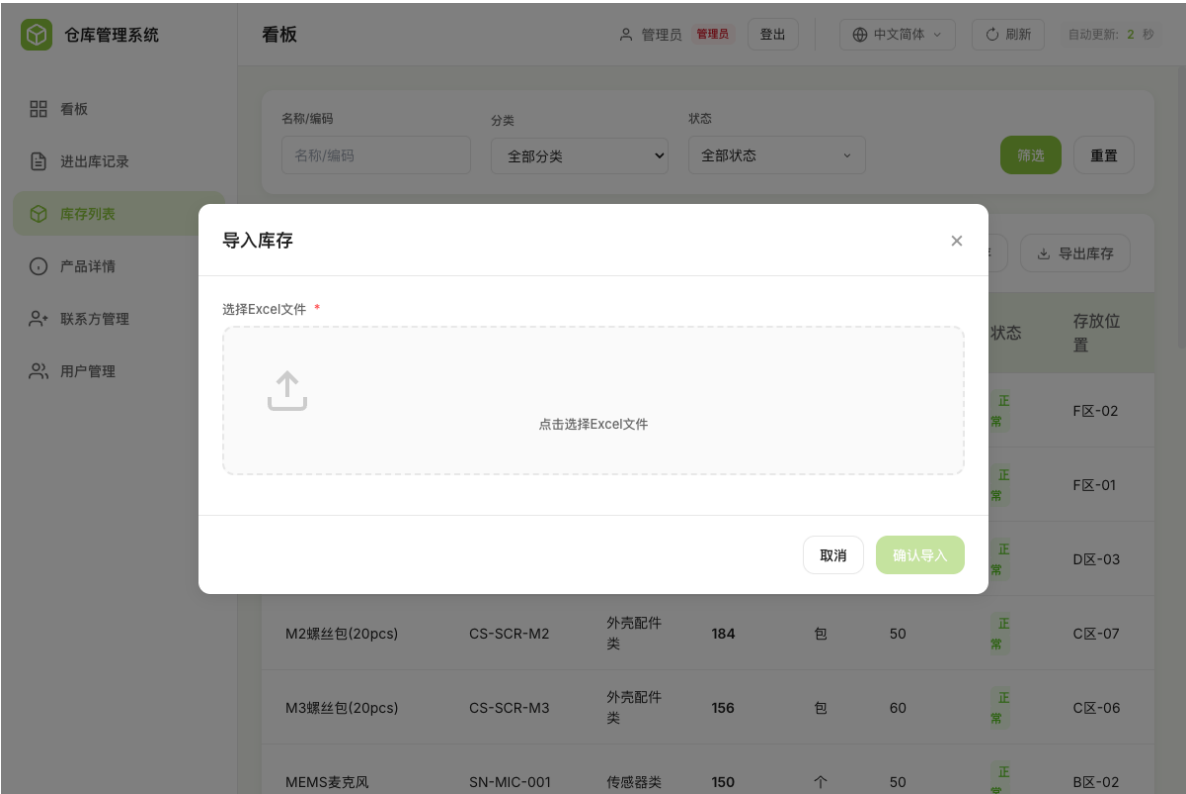 仓库管理系统
看板
管理员 管理员 登出 中文简体 刷新 自动更新: 2 秒
看板
进出库记录
库存列表
产品详情
联系方管理
用户管理
名称/编码 分类 状态
名称/编码 全部分类 全部状态 筛选 重置
导出库存
导入库存
选择Excel文件 *
点击选择Excel文件
取消 确认导入
状态 存放位
置
正
常 F区-02
正
常 F区-01
正
常 D区-03
M2螺丝包(20pcs) CS-SCR-M2 外壳配件
类 184 包 50 正
常 C区-07
M3螺丝包(20pcs) CS-SCR-M3 外壳配件
类 156 包 60 正
常 C区-06
MEMS麦克风 SN-MIC-001 传感器类 150 个 50 正
常 B区-02